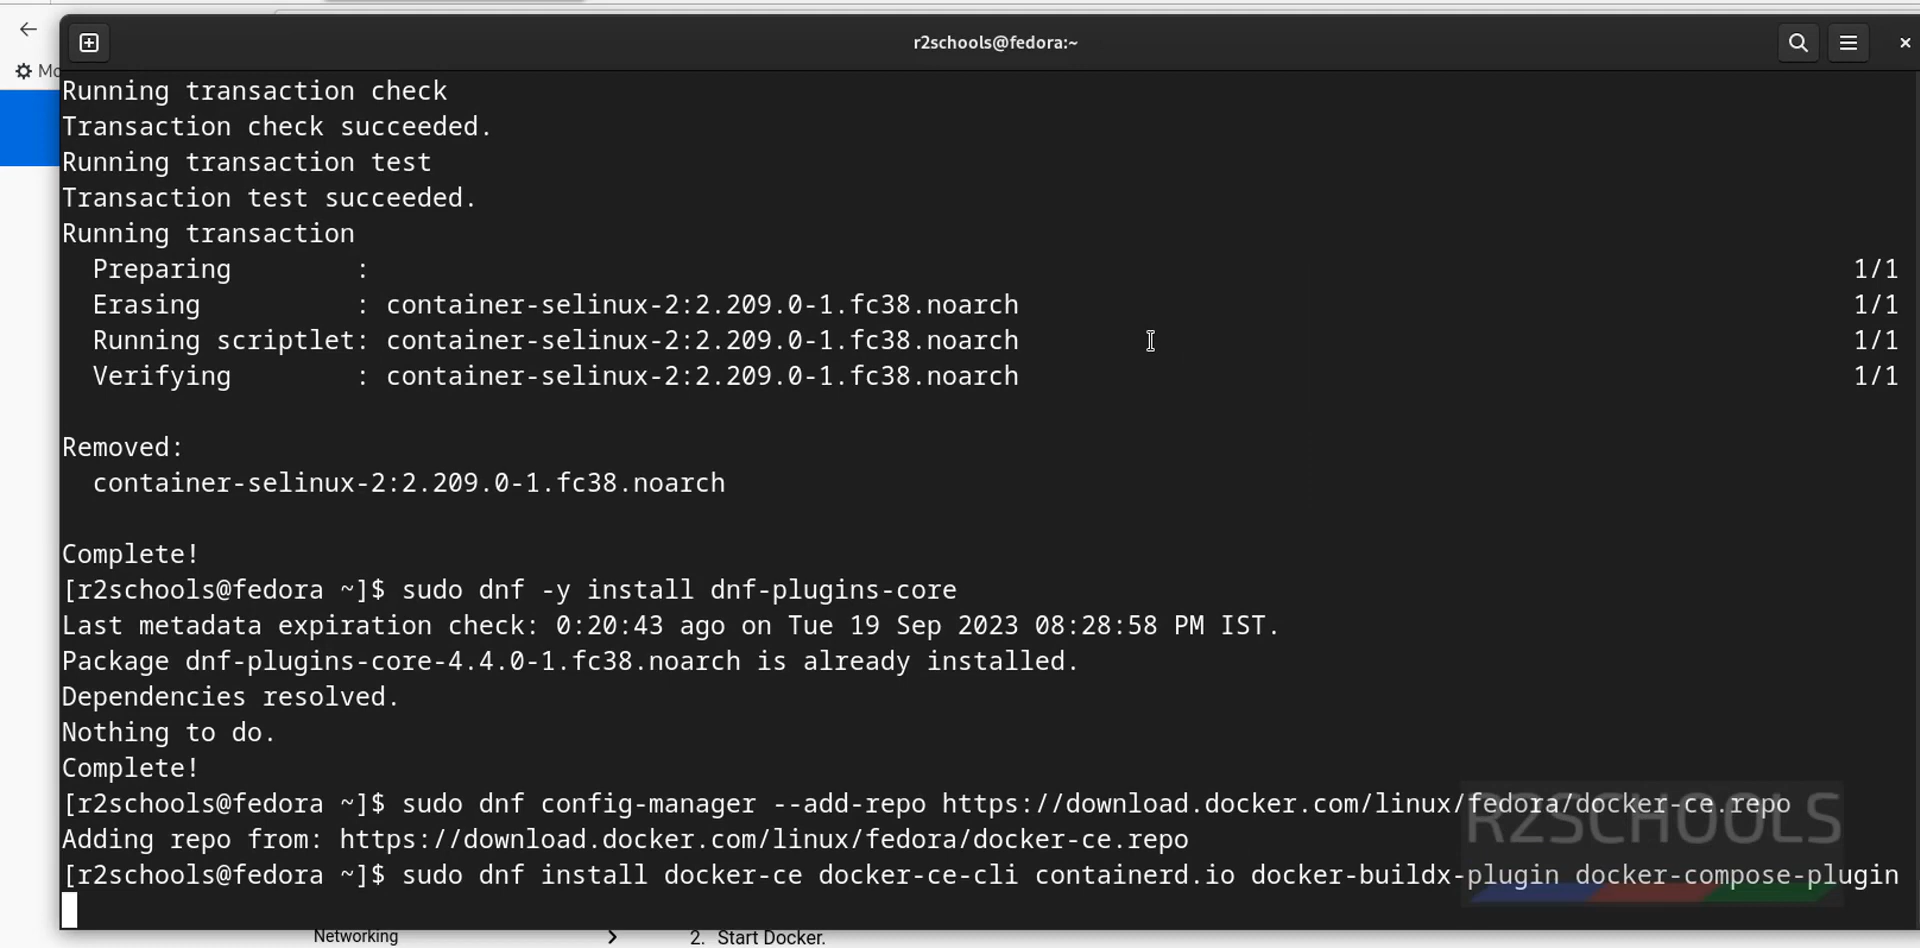 r2schools@fedora:~
Mo
Running transaction check
Transaction check succeeded.
Running transaction test
Transaction test succeeded.
Running transaction
  Preparing        :                                                                                                   1/1
  Erasing          : container-selinux-2:2.209.0-1.fc38.noarch                                                         1/1
  Running scriptlet: container-selinux-2:2.209.0-1.fc38.noarch                                                         1/1
  Verifying        : container-selinux-2:2.209.0-1.fc38.noarch                                                         1/1
Removed:
  container-selinux-2:2.209.0-1.fc38.noarch
Complete!
[r2schools@fedora ~]$ sudo dnf -y install dnf-plugins-core
Last metadata expiration check: 0:20:43 ago on Tue 19 Sep 2023 08:28:58 PM IST.
Package dnf-plugins-core-4.4.0-1.fc38.noarch is already installed.
Dependencies resolved.
Nothing to do.
Complete!
[r2schools@fedora ~]$ sudo dnf config-manager --add-repo https://download.docker.com/linux/fedora/docker-ce.repo
Adding repo from: https://download.docker.com/linux/fedora/docker-ce.repo
R2SCHOOLS
[r2schools@fedora ~]$ sudo dnf install docker-ce docker-ce-cli containerd.io docker-buildx-plugin docker-compose-plugin
Networking
2. Start Docker.